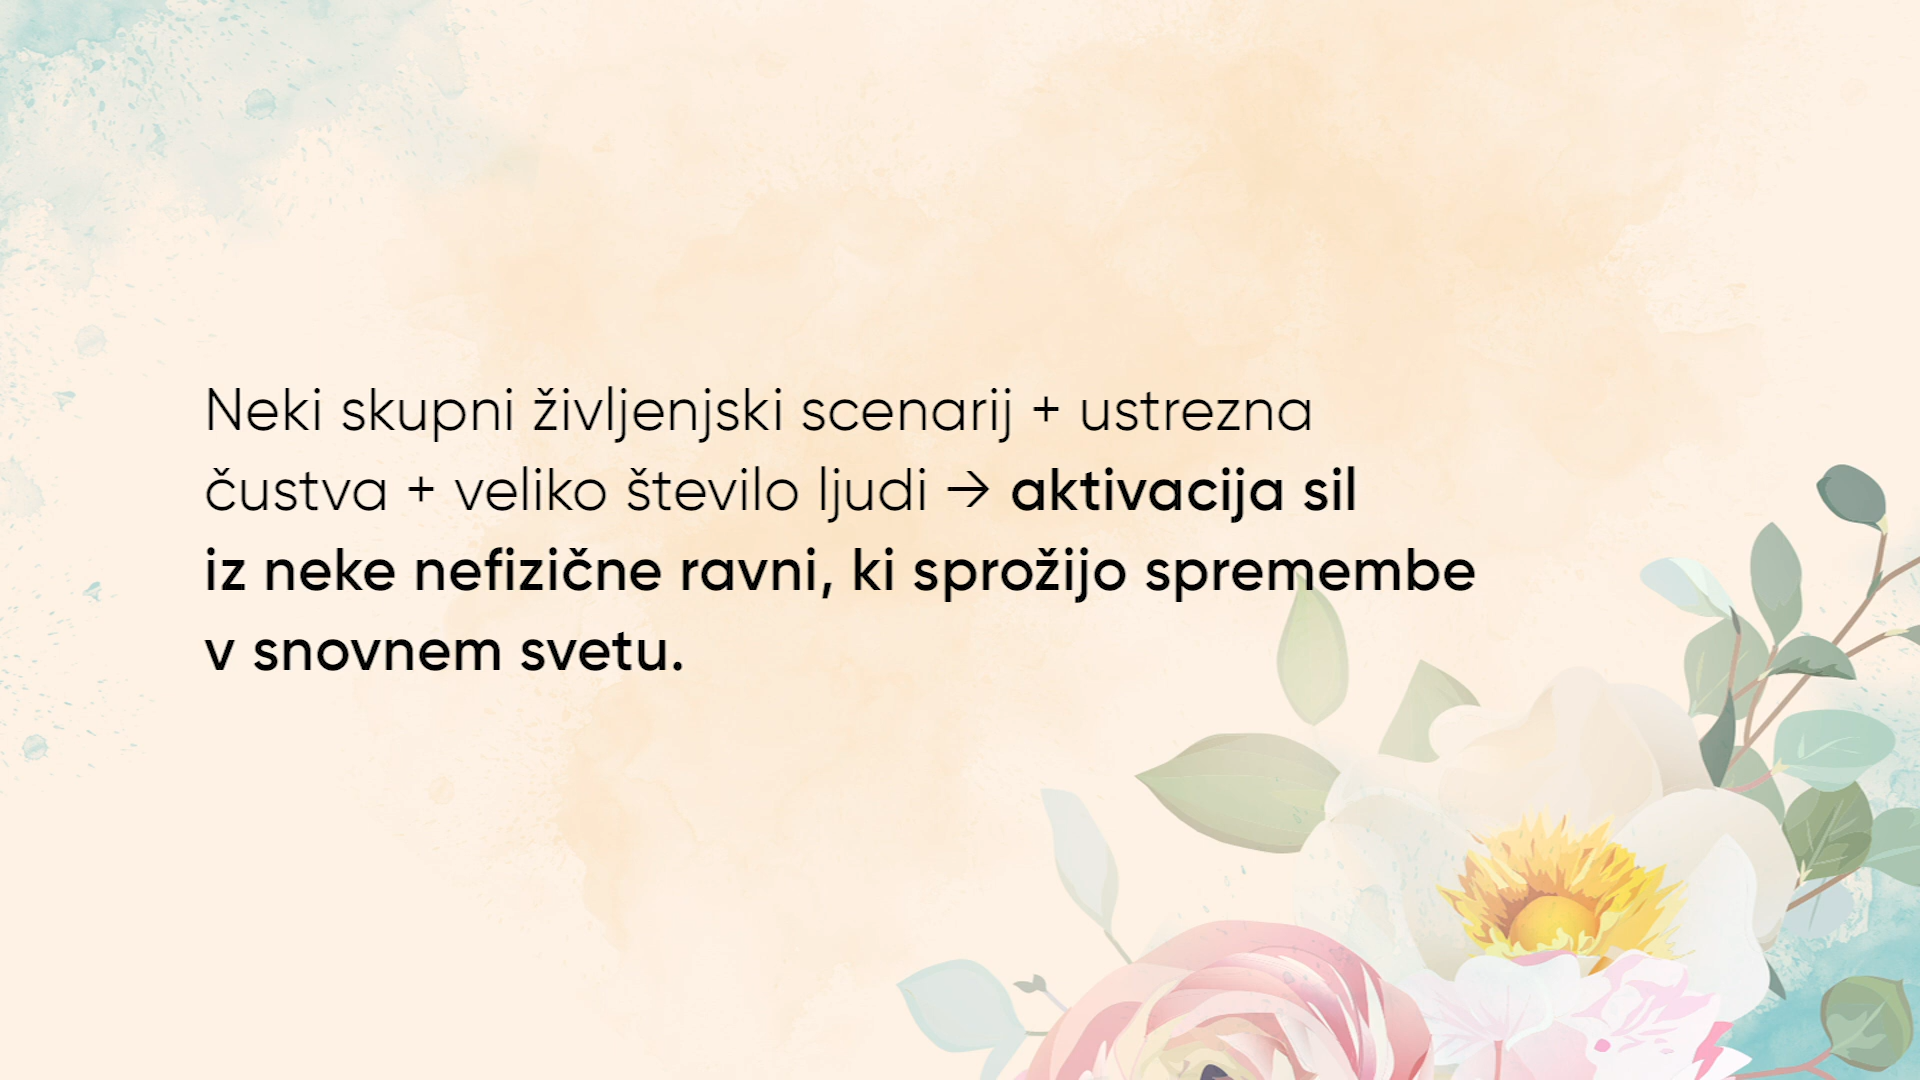 Neki skupni življenjski scenarij + ustrezna
čustva + veliko število ljudi → aktivacija sil
iz neke nefizične ravni, ki sprožijo spremembe
v snovnem svetu.